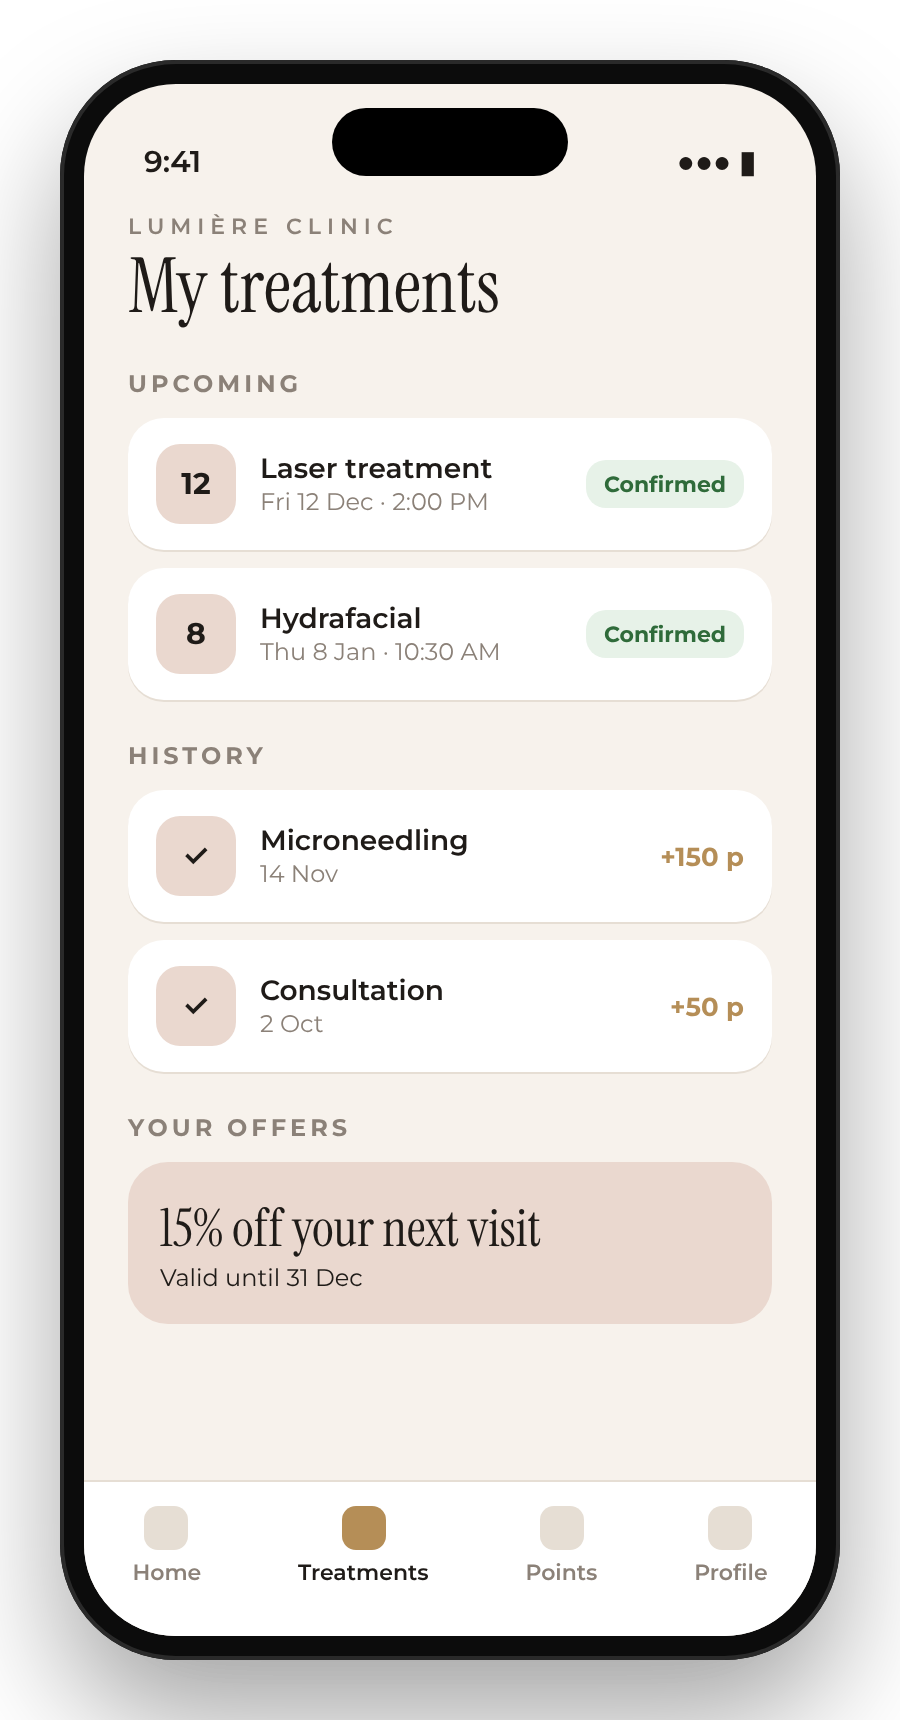 9:41
LUMIÈRE CLINIC
My treatments
UPCOMING
12
Laser treatment
Fri 12 Dec · 2:00 PM
Confirmed
8
Hydrafacial
Thu 8 Jan · 10:30 AM
Confirmed
HISTORY
Microneedling
14 Nov
+150 p
Consultation
2 Oct
+50 p
YOUR OFFERS
15% off your next visit
Valid until 31 Dec
Home
Treatments
Points
Profile